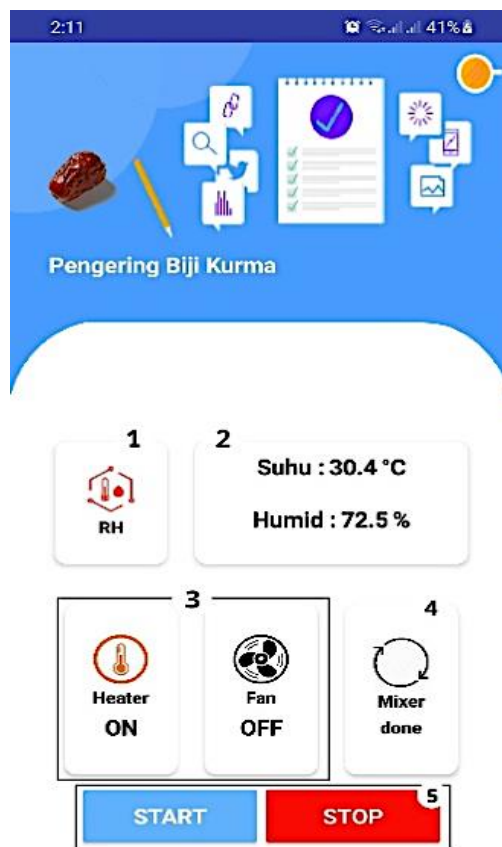 2:11 41%
Pengering Biji Kurma
1 2
RH
Suhu : 30.4 °C
Humid : 72.5 %
3
4
Heater
ON
Fan
OFF
Mixer
done
5
START STOP